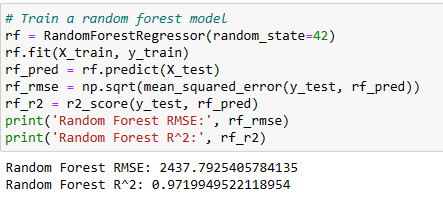 # Train a random forest model
rf = RandomForestRegressor(random_state=42)
rf.fit(X_train, y_train)
rf_pred = rf.predict(X_test)
rf_rmse = np.sqrt(mean_squared_error(y_test, rf_pred))
rf_r2 = r2_score(y_test, rf_pred)
print('Random Forest RMSE:', rf_rmse)
print('Random Forest R^2:', rf_r2)
Random Forest RMSE: 2437.7925405784135
Random Forest R^2: 0.9719949522118954